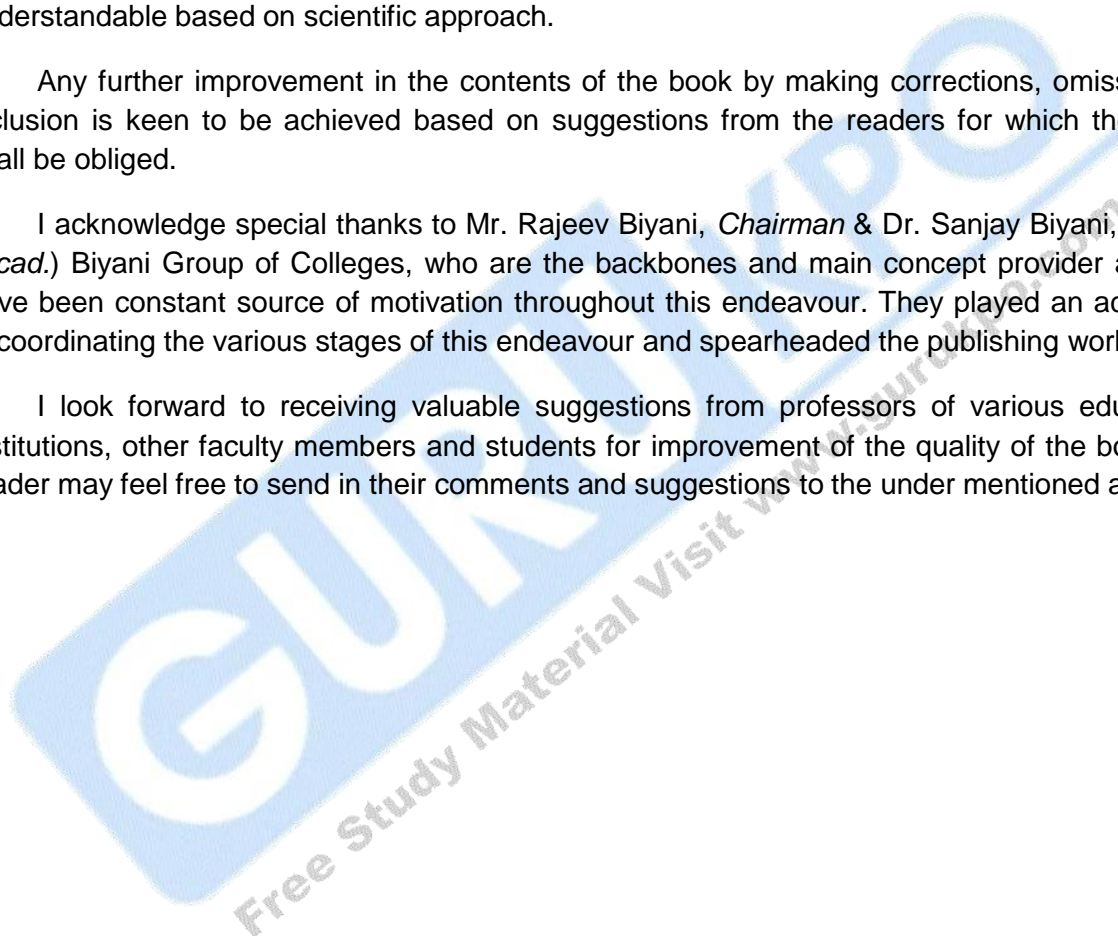 derstandable based on scientific approach.
Any further improvement in the contents of the book by making corrections, omiss
clusion is keen to be achieved based on suggestions from the readers for which the
all be obliged.
I acknowledge special thanks to Mr. Rajeev Biyani, Chairman & Dr. Sanjay Biyani,
cad.) Biyani Group of Colleges, who are the backbones and main concept provider a
ve been constant source of motivation throughout this endeavour. They played an ac
coordinating the various stages of this endeavour and spearheaded the publishing work
I look forward to receiving valuable suggestions from professors of various edu
stitutions, other faculty members and students for improvement of the quality of the bo
ader may feel free to send in their comments and suggestions to the under mentioned a
GURUKPO
Free Study Material Visit www.gurukpo.com